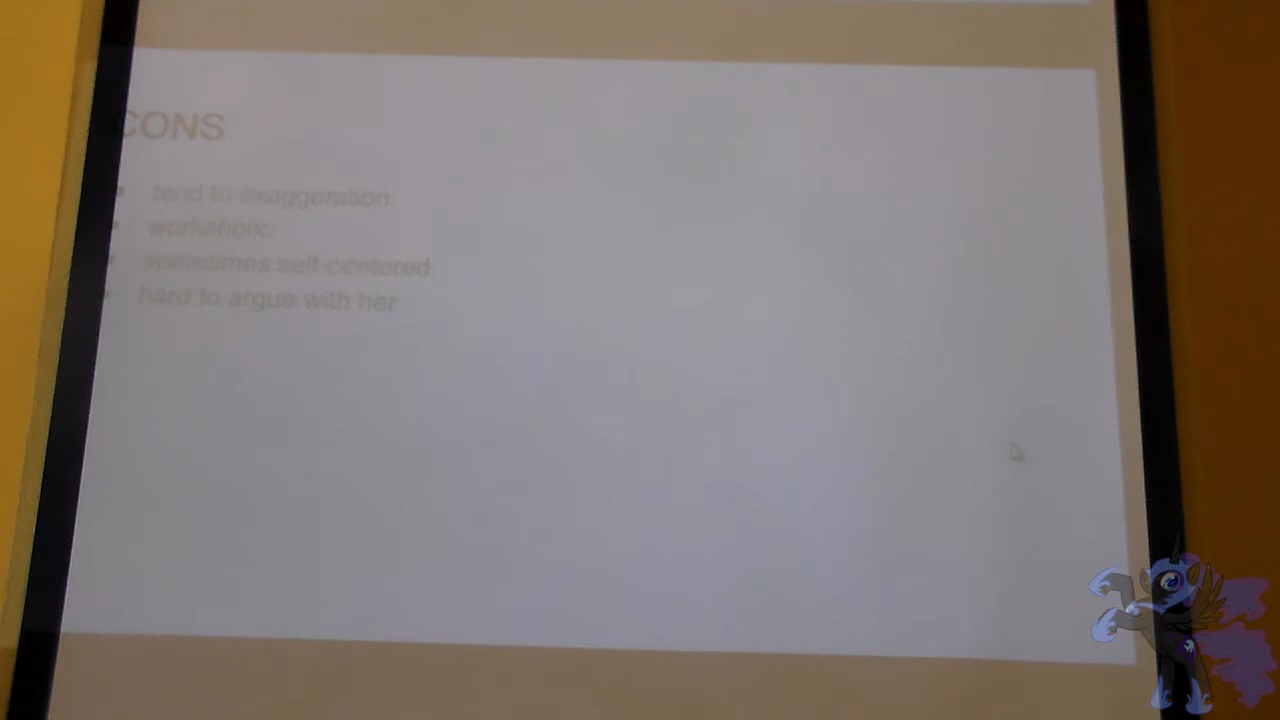 CONS
• tend to exaggeration
• workaholic
• sometimes self-centered
• hard to argue with her